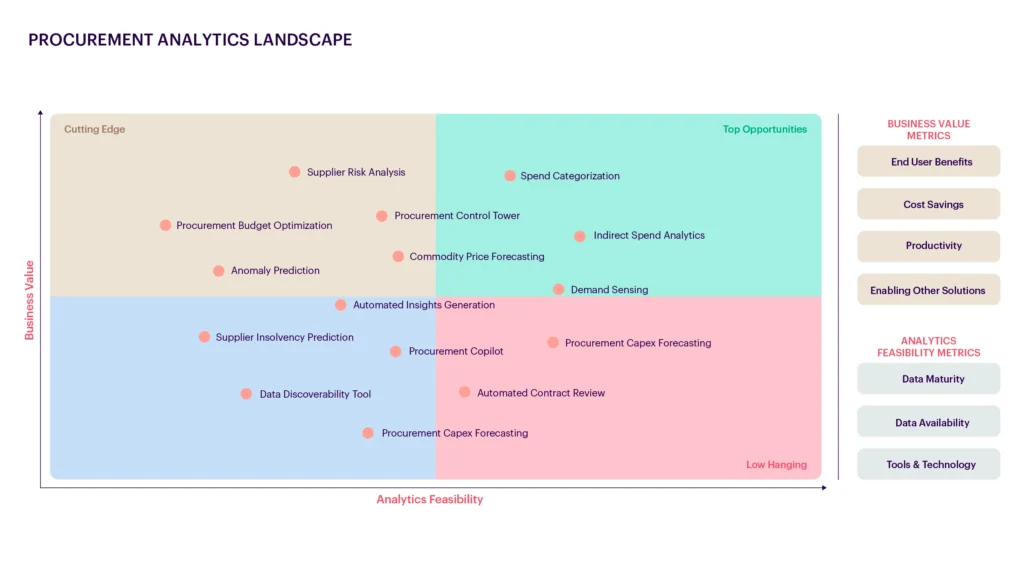 PROCUREMENT ANALYTICS LANDSCAPE
Cutting Edge
Top Opportunities
Supplier Risk Analysis
Spend Categorization
Procurement Control Tower
Procurement Budget Optimization
Indirect Spend Analytics
Commodity Price Forecasting
Anomaly Prediction
Demand Sensing
Automated Insights Generation
Supplier Insolvency Prediction
Procurement Capex Forecasting
Procurement Copilot
Data Discoverability Tool
Automated Contract Review
Procurement Capex Forecasting
Low Hanging
Business Value
Analytics Feasibility
BUSINESS VALUE
METRICS
End User Benefits
Cost Savings
Productivity
Enabling Other Solutions
ANALYTICS
FEASIBILITY METRICS
Data Maturity
Data Availability
Tools & Technology